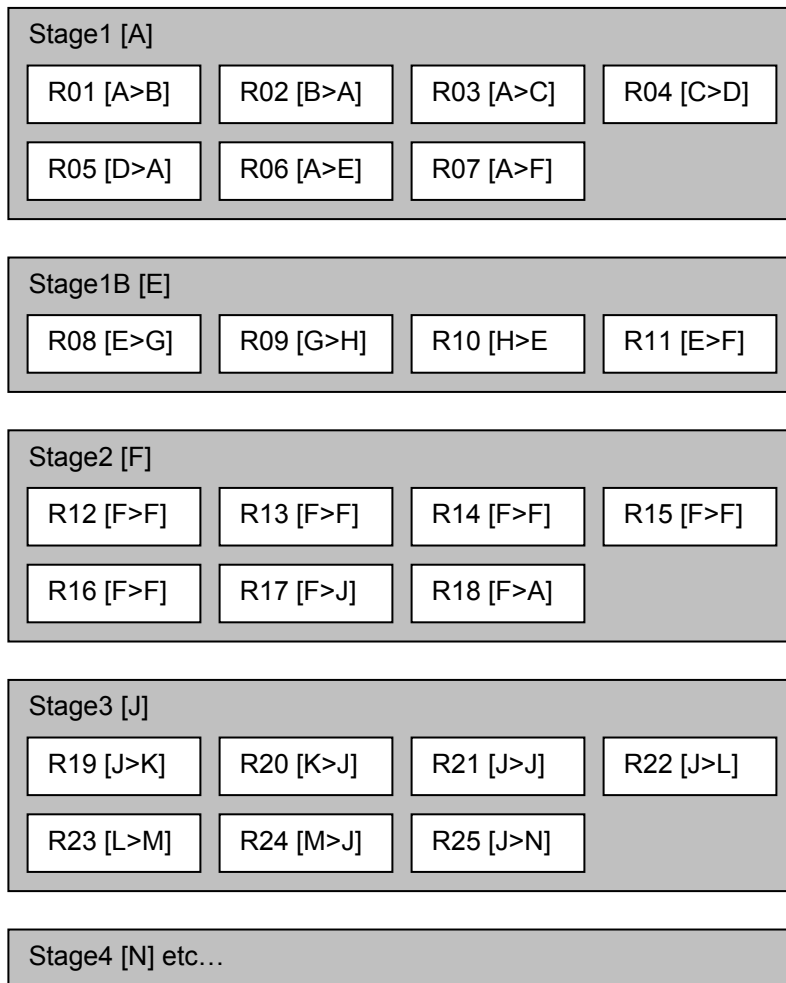 Stage1 [A]
R01 [A>B] R02 [B>A] R03 [A>C] R04 [C>D]
R05 [D>A] R06 [A>E] R07 [A>F]
Stage1B [E]
R08 [E>G] R09 [G>H] R10 [H>E R11 [E>F]
Stage2 [F]
R12 [F>F] R13 [F>F] R14 [F>F] R15 [F>F]
R16 [F>F] R17 [F>J] R18 [F>A]
Stage3 [J]
R19 [J>K] R20 [K>J] R21 [J>J] R22 [J>L]
R23 [L>M] R24 [M>J] R25 [J>N]
Stage4 [N] etc…